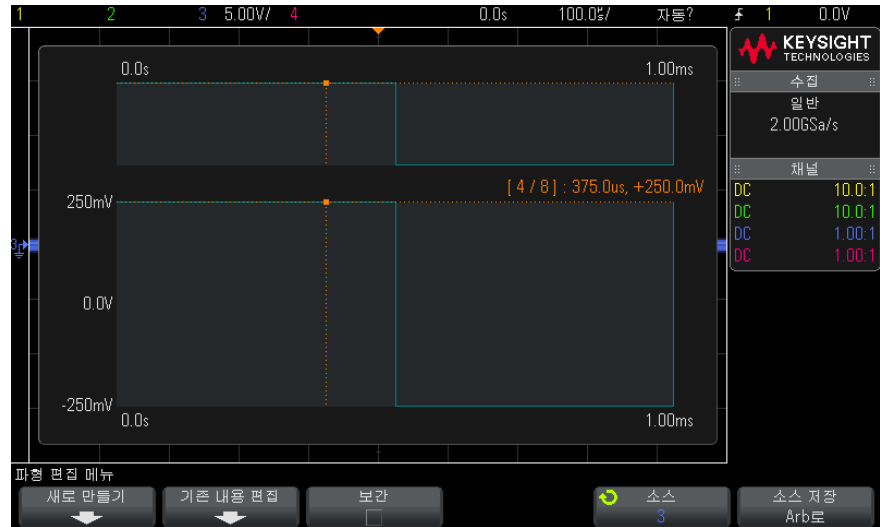 1 2 3 5.00V/ 4 0.0s 100.0㎲/ 자동? 1 0.0V
KEYSIGHT
TECHNOLOGIES
수집
일반
2.00GSa/s
채널
DC 10.0:1
DC 10.0:1
DC 1.00:1
DC 1.00:1
0.0s 1.00ms
[ 4 / 8 ] : 375.0us, +250.0mV
250mV
3
0.0V
-250mV
0.0s 1.00ms
파형 편집 메뉴
새로 만들기
기존 내용 편집
보간
소스
3
소스 저장
Arb로